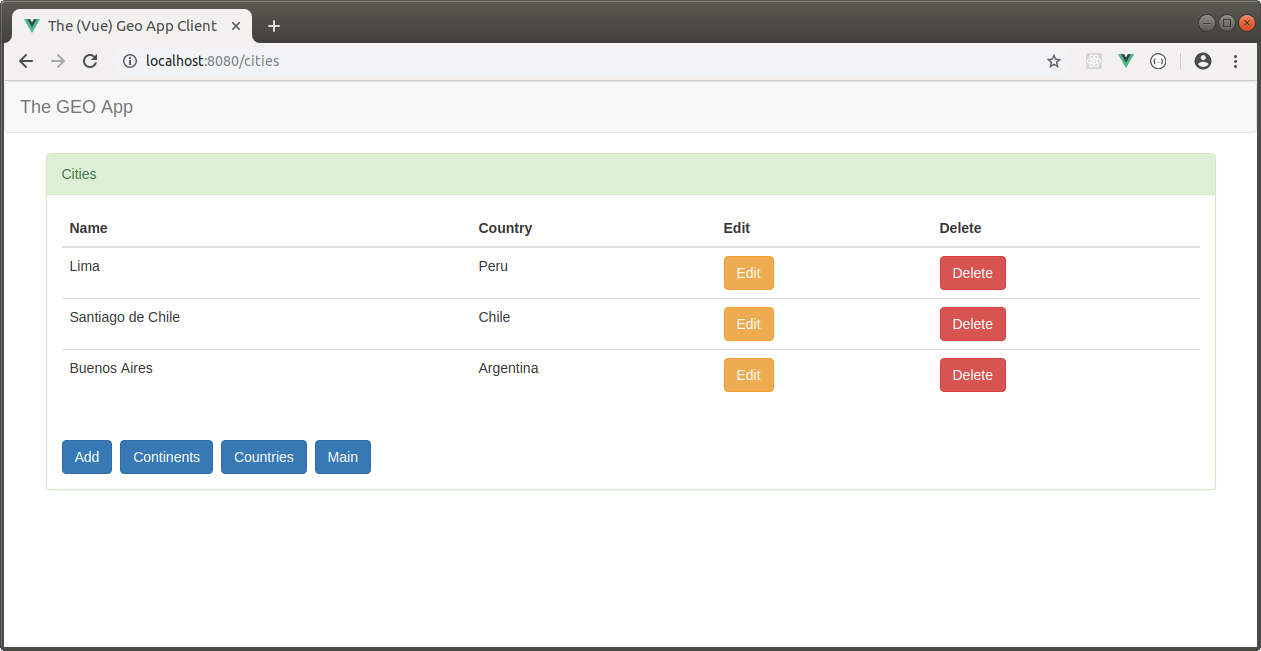 The (Vue) Geo App Client
localhost:8080/cities
The GEO App
Cities
Name Country Edit Delete
Lima Peru Edit Delete
Santiago de Chile Chile Edit Delete
Buenos Aires Argentina Edit Delete
Add Continents Countries Main